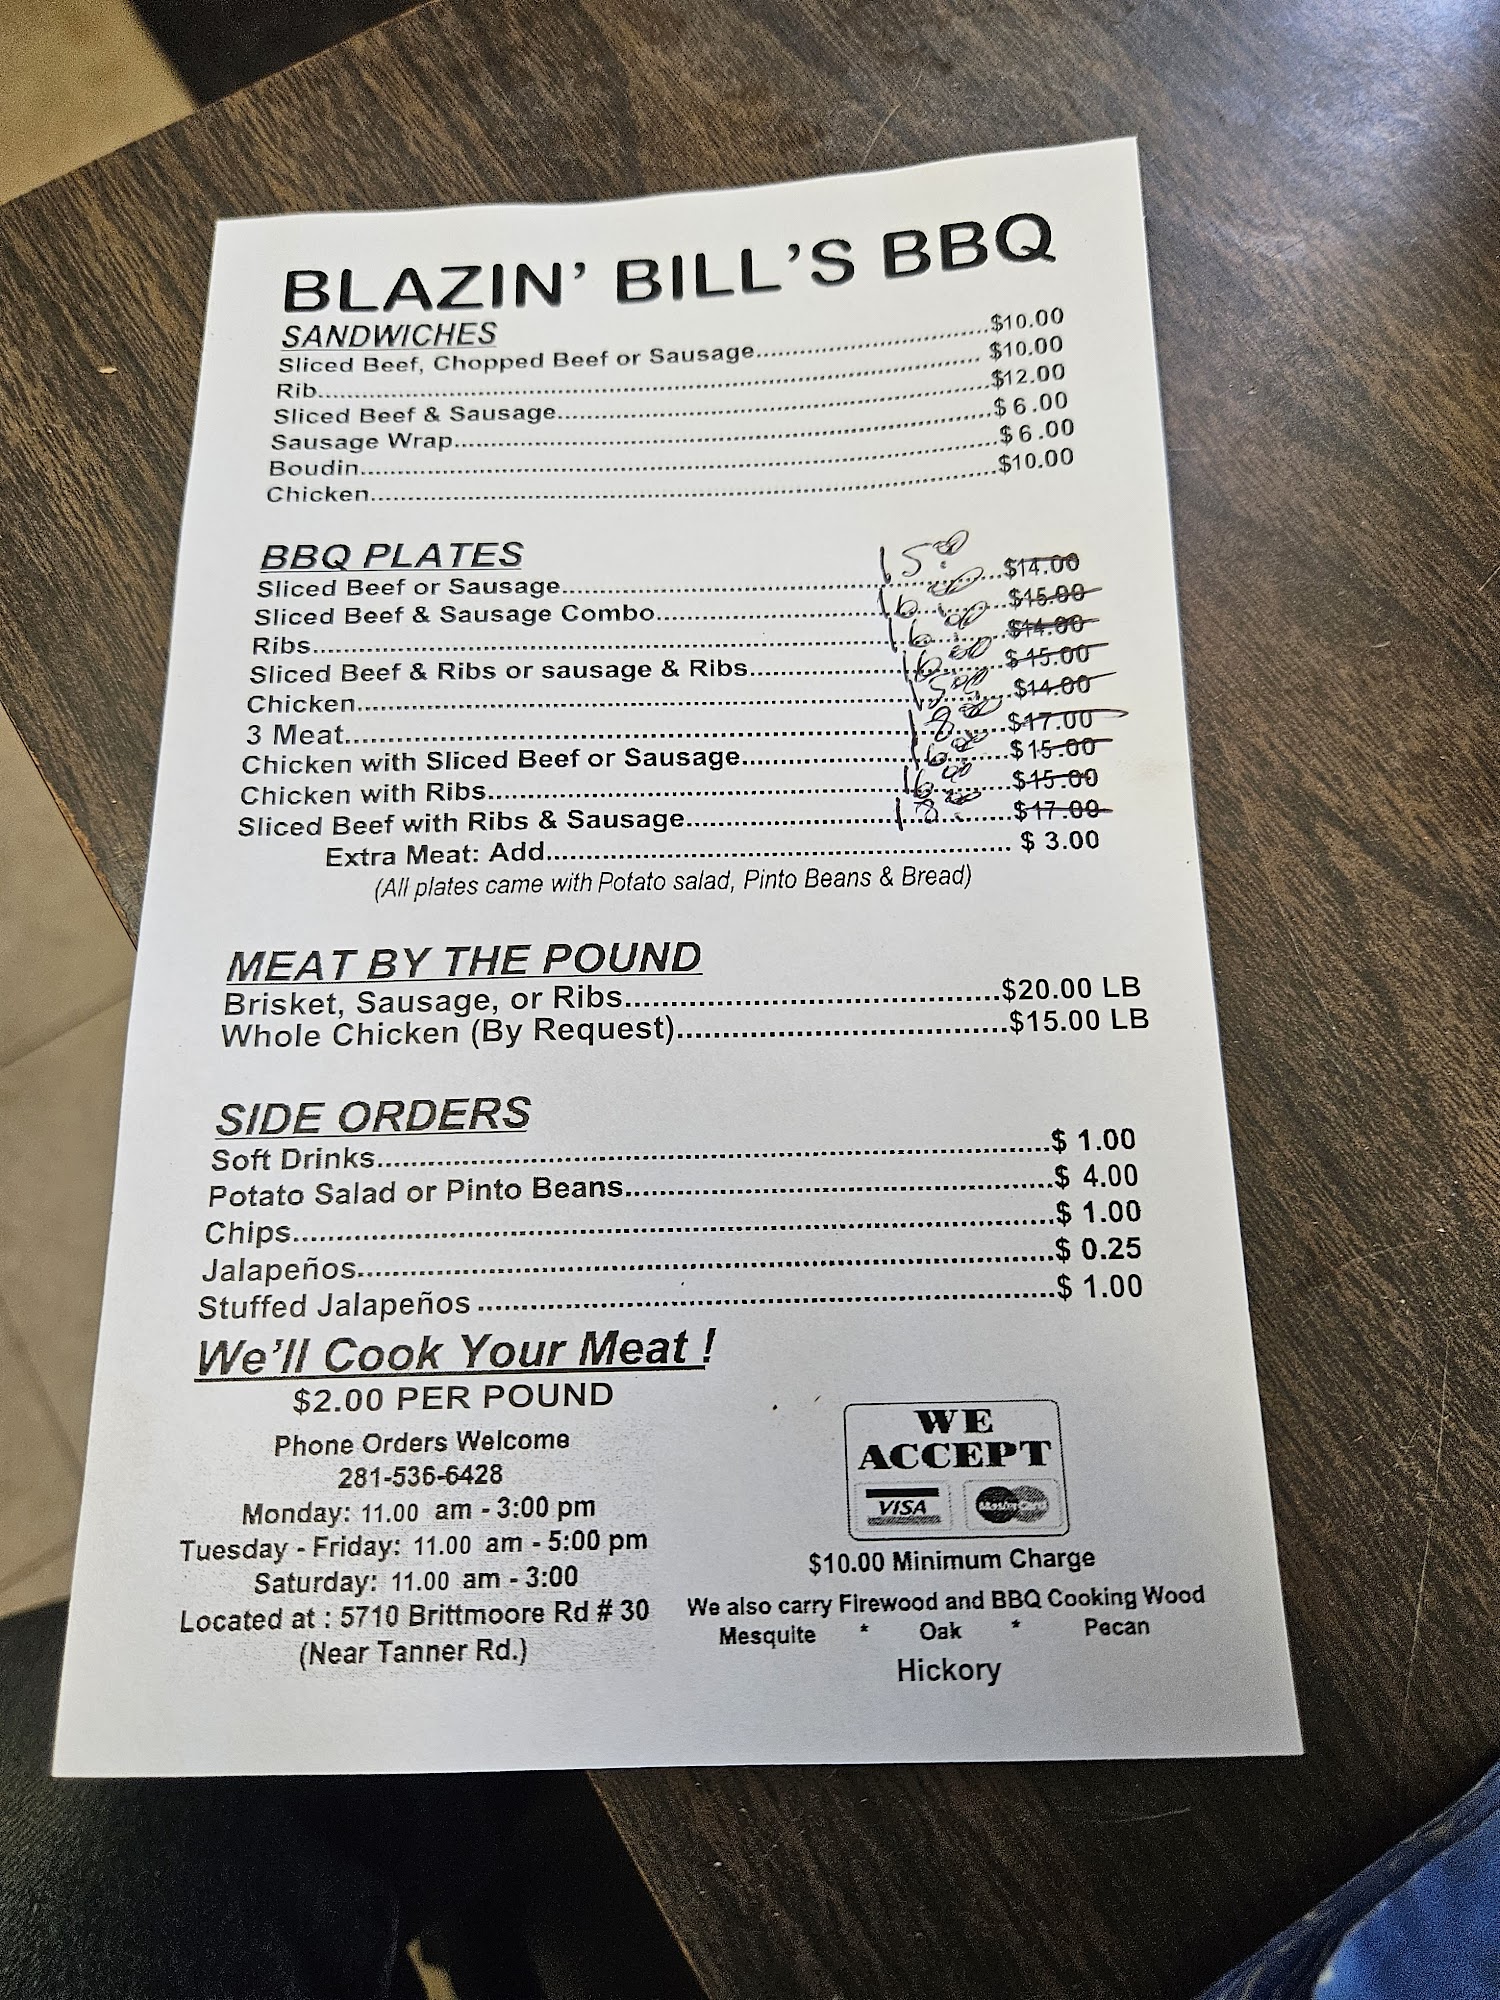 BLAZIN' BILL'S BBQ
SANDWICHES
Sliced Beef, Chopped Beef or Sausage..........$10.00
Rib..........$10.00
Sliced Beef & Sausage..........$12.00
Sausage Wrap..........$ 6.00
Boudin..........$ 6.00
Chicken..........$10.00
BBQ PLATES
Sliced Beef or Sausage..........15.00 $14.00
Sliced Beef & Sausage Combo..........16.00 $15.00
Ribs..........16.00 $14.00
Sliced Beef & Ribs or sausage & Ribs..........16.00 $15.00
Chicken..........15.00 $14.00
3 Meat..........18.00 $17.00
Chicken with Sliced Beef or Sausage..........16.00 $15.00
Chicken with Ribs..........16.00 $15.00
Sliced Beef with Ribs & Sausage..........18.00 $17.00
Extra Meat: Add.......... $ 3.00
(All plates came with Potato salad, Pinto Beans & Bread)
MEAT BY THE POUND
Brisket, Sausage, or Ribs..........$20.00 LB
Whole Chicken (By Request)..........$15.00 LB
SIDE ORDERS
Soft Drinks..........$ 1.00
Potato Salad or Pinto Beans..........$ 4.00
Chips..........$ 1.00
Jalapeños..........$ 0.25
Stuffed Jalapeños ..........$ 1.00
We'll Cook Your Meat !
$2.00 PER POUND
Phone Orders Welcome
281-536-6428
Monday: 11.00 am - 3:00 pm
Tuesday - Friday: 11.00 am - 5:00 pm
Saturday: 11.00 am - 3:00
Located at : 5710 Brittmoore Rd # 30
(Near Tanner Rd.)
WE
ACCEPT
VISA MasterCard
$10.00 Minimum Charge
We also carry Firewood and BBQ Cooking Wood
Mesquite * Oak * Pecan
Hickory